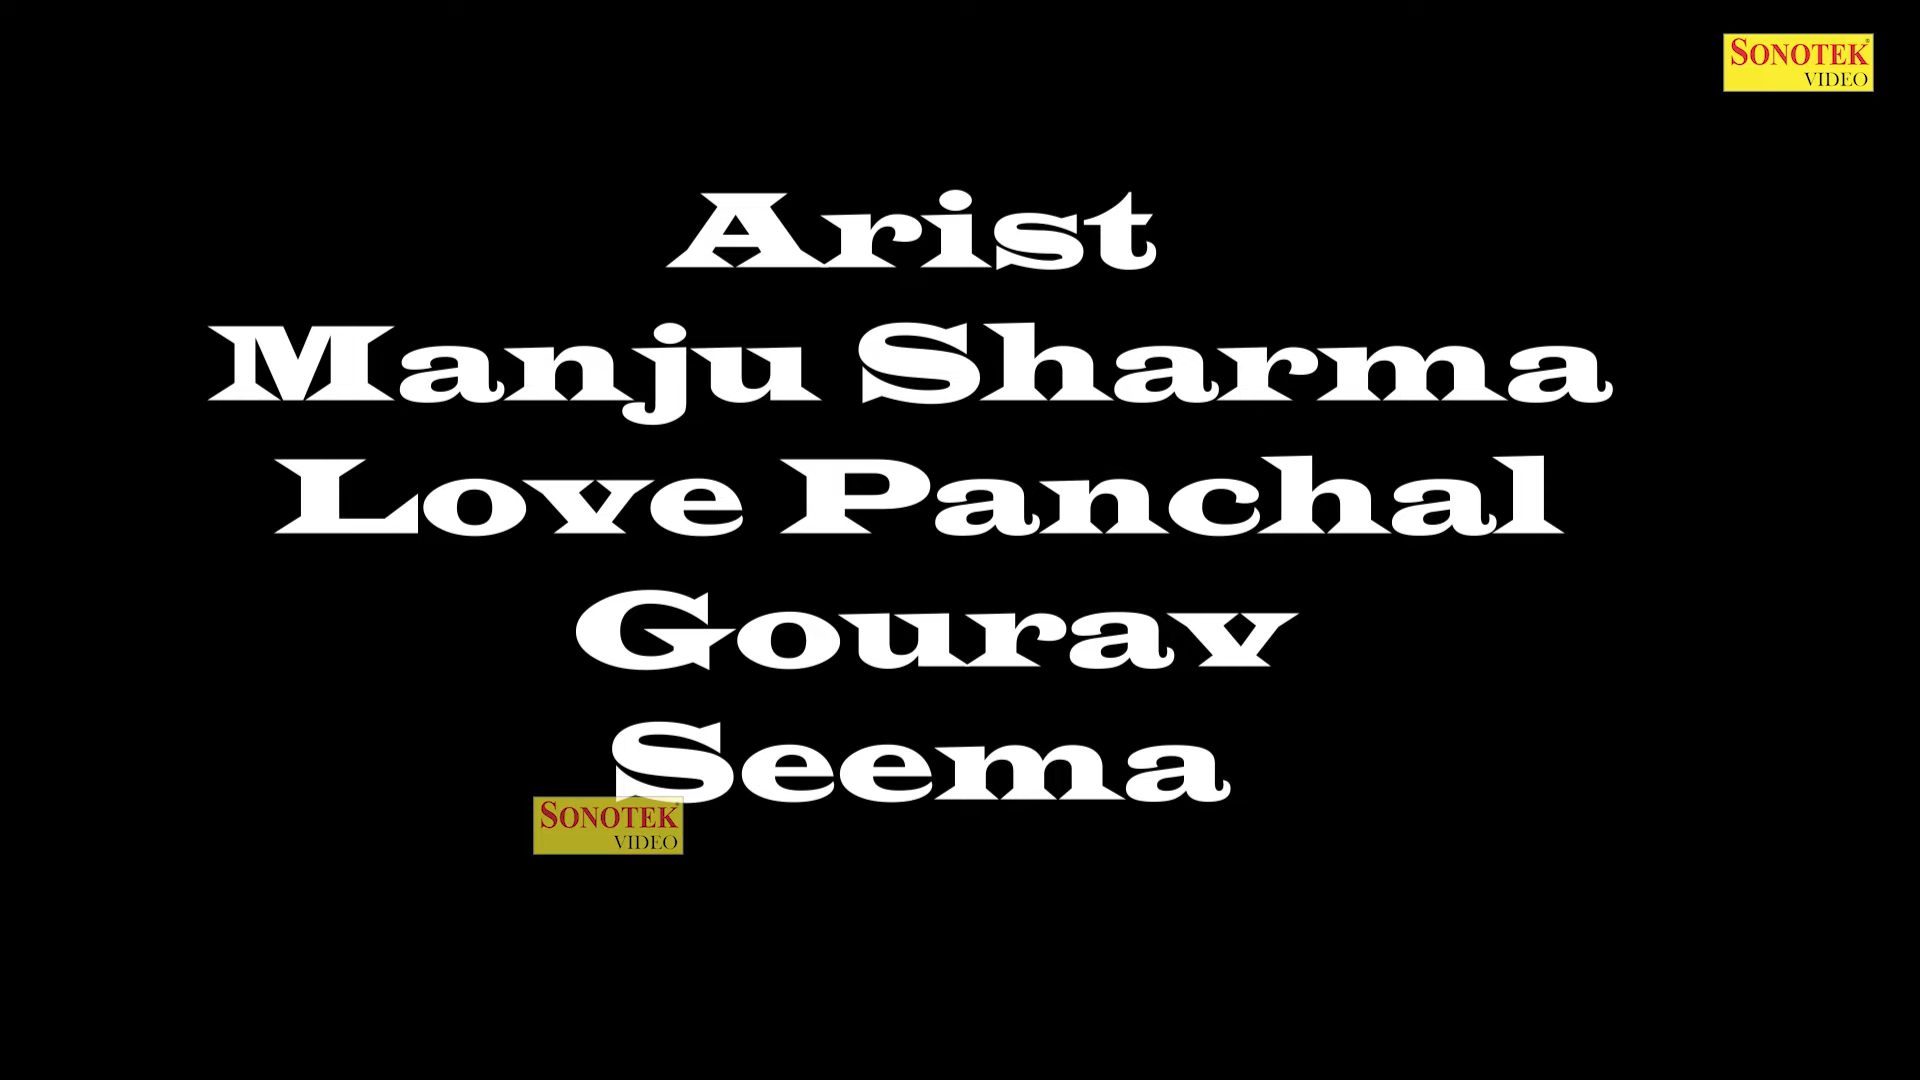 SONOTEK
VIDEO
Arist
Manju Sharma
Love Panchal
Gourav
Seema
SONOTEK
VIDEO